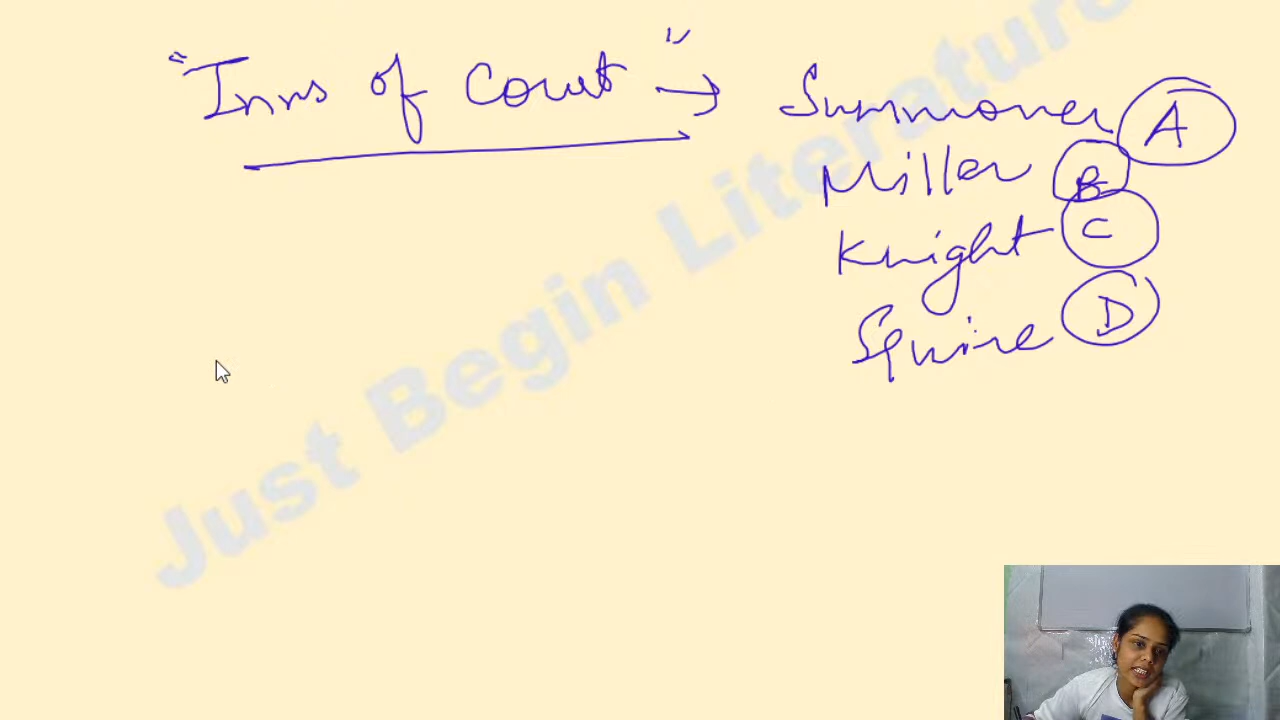 "Inns of Court" → Summoner A
Miller B
Knight C
Squire D
Just Begin Literature